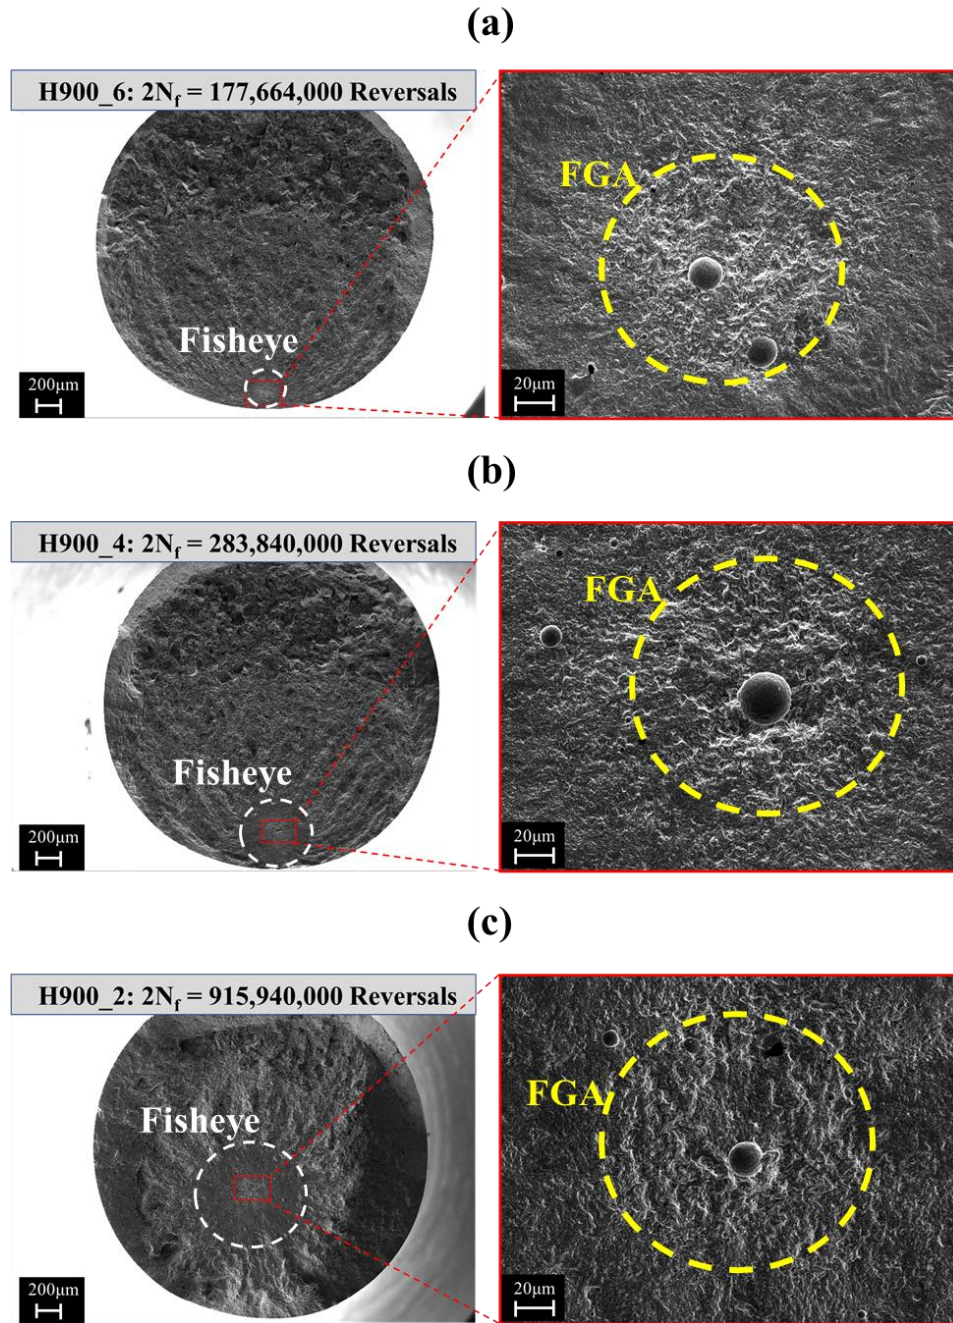 (a)
H900_6: 2Nf = 177,664,000 Reversals
FGA
Fisheye
200μm
20μm
(b)
H900_4: 2Nf = 283,840,000 Reversals
FGA
Fisheye
200μm
20μm
(c)
H900_2: 2Nf = 915,940,000 Reversals
FGA
Fisheye
200μm
20μm